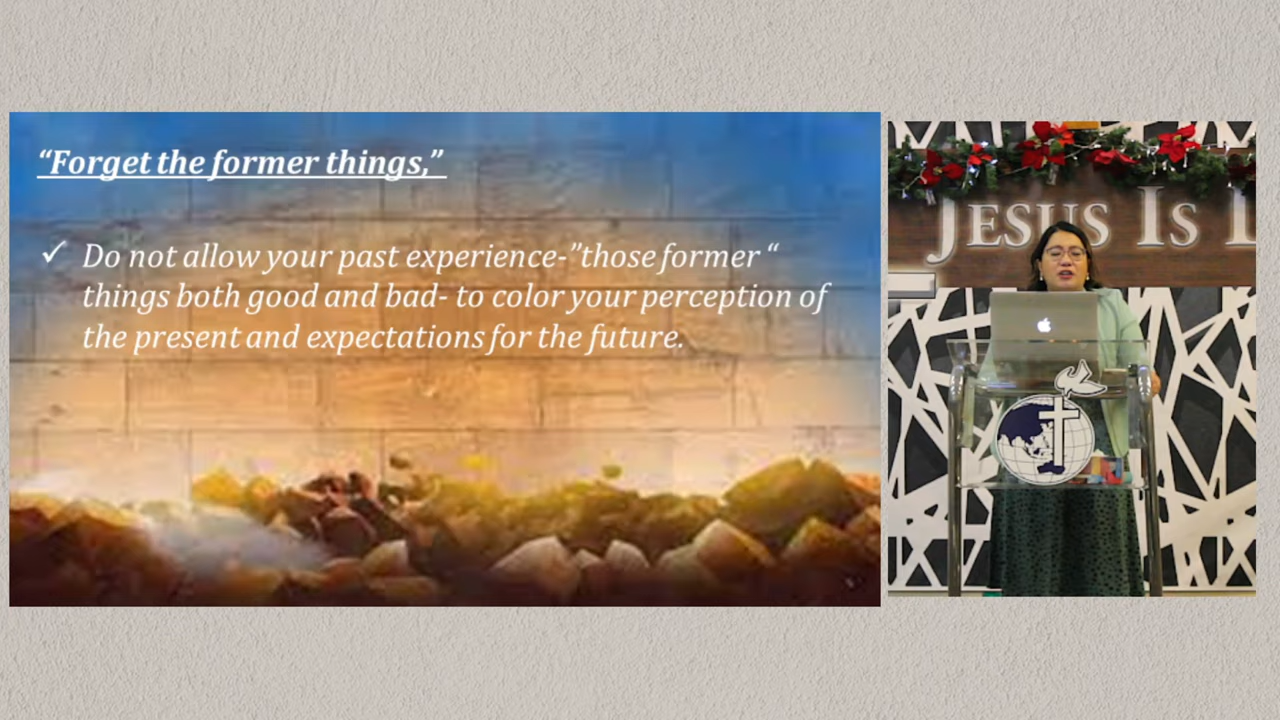 “Forget the former things,”
✓ Do not allow your past experience-”those former “
things both good and bad- to color your perception of
the present and expectations for the future.
JESUS IS L